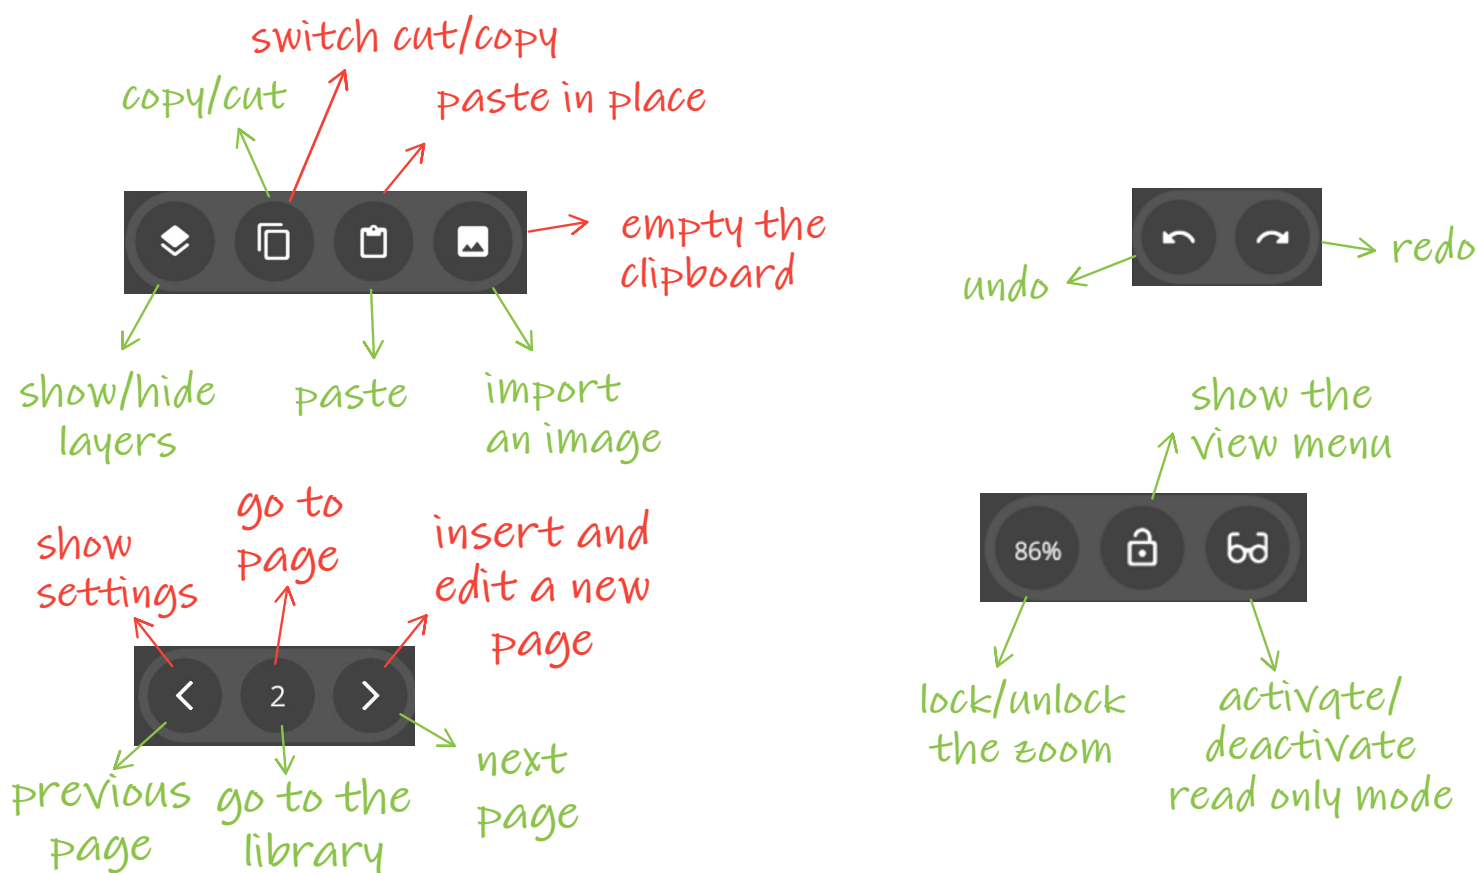 switch cut/copy
copy/cut
paste in place
empty the
clipboard
show/hide
layers
paste
import
an image
undo
redo
show the
view menu
86%
lock/unlock
the zoom
activate/
deactivate
read only mode
show
settings
go to
page
insert and
edit a new
page
2
previous
page
go to the
library
next
page